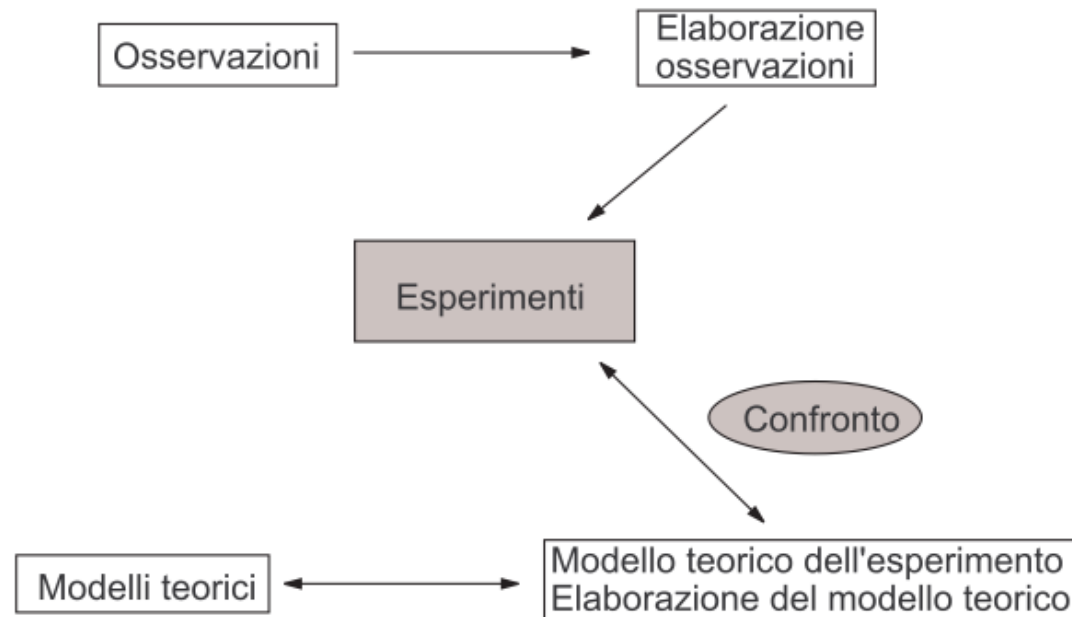 Osservazioni
Elaborazione
osservazioni
Esperimenti
Confronto
Modelli teorici
Modello teorico dell'esperimento
Elaborazione del modello teorico